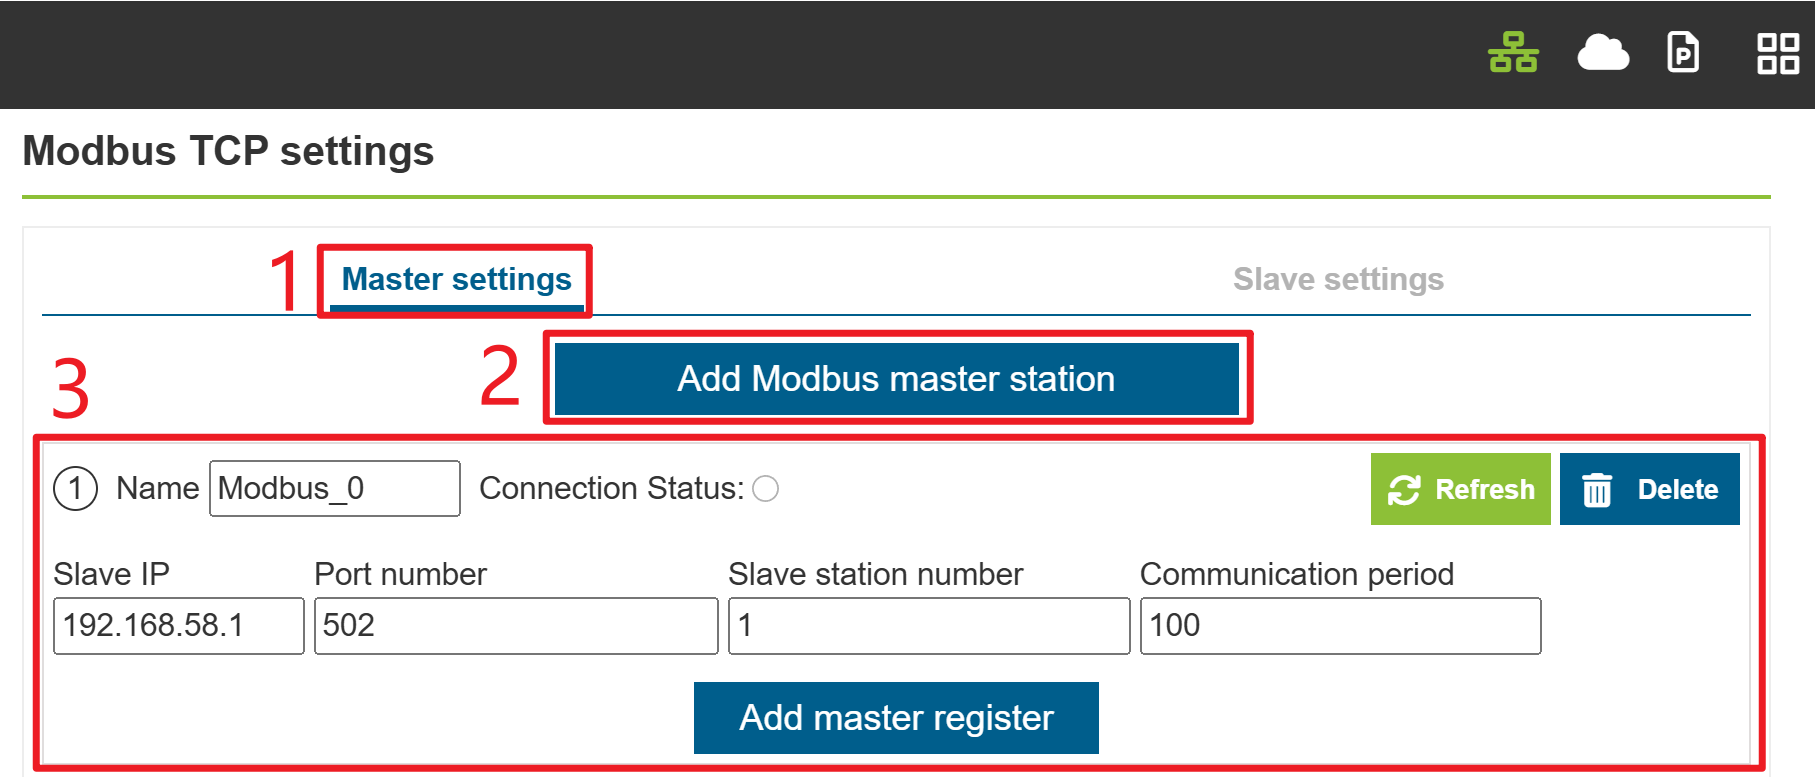 P
Modbus TCP settings
1 Master settings Slave settings
2 Add Modbus master station
3
1 Name Modbus_0 Connection Status: Refresh Delete
Slave IP Port number Slave station number Communication period
192.168.58.1 502 1 100
Add master register